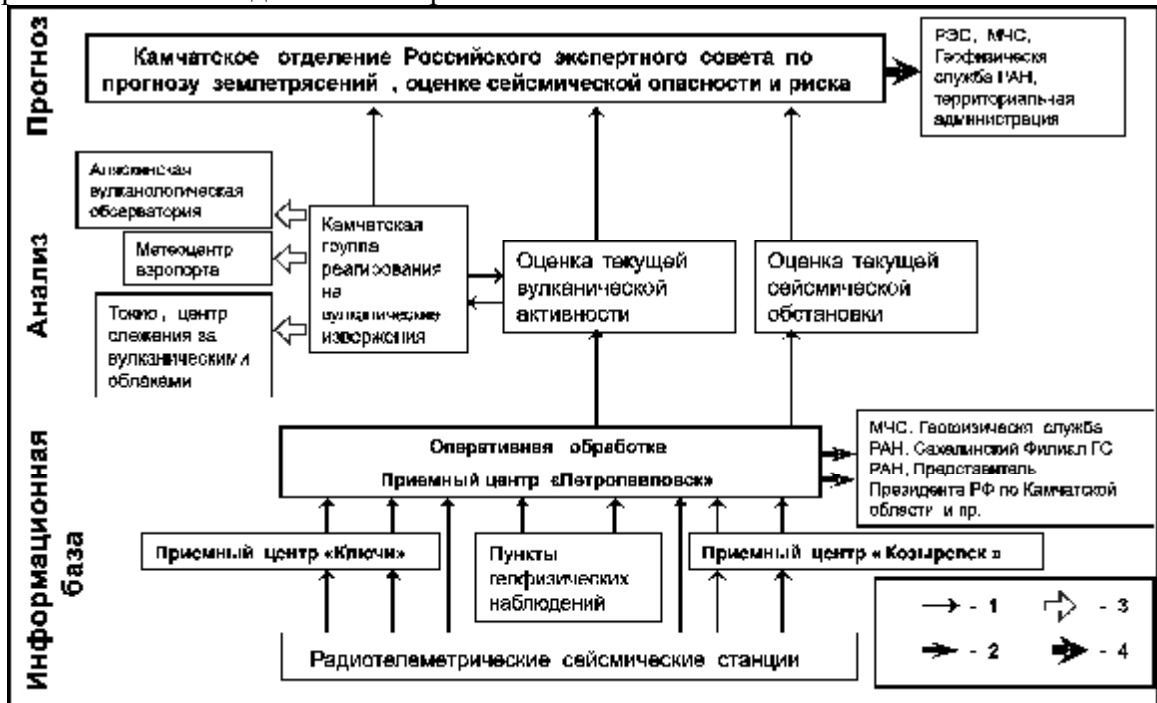 Прогноз
Камчатское отделение Российского экспертного совета по
прогнозу землетрясений , оценке сейсмической опасности и риска
РЭС, МЧС,
Геофизическя
служба РАН,
территориальная
администрация
Анализ
Аляскинская
вулканологическая
обсерватория
Метеоцентр
аэропорта
Токио, центр
слежения за
вулканическими
облаками
Камчатская
группа
реагирования
на
вулканические
извержения
Оценка текущей
вулканической
активности
Оценка текущей
сейсмической
обстановки
Информационная
база
Оперативная обработка
Приемный центр «Петропавловск»
МЧС. Геофизическя служба
РАН. Сахалинский Филиал ГС
РАН, Представитель
Президента РФ по Камчатской
области и пр.
Приемный центр «Ключи»
Пункты
геофизических
наблюдений
Приемный центр «Козыревск»
Радиотелеметрические сейсмические станции
- 1
- 3
- 2
- 4